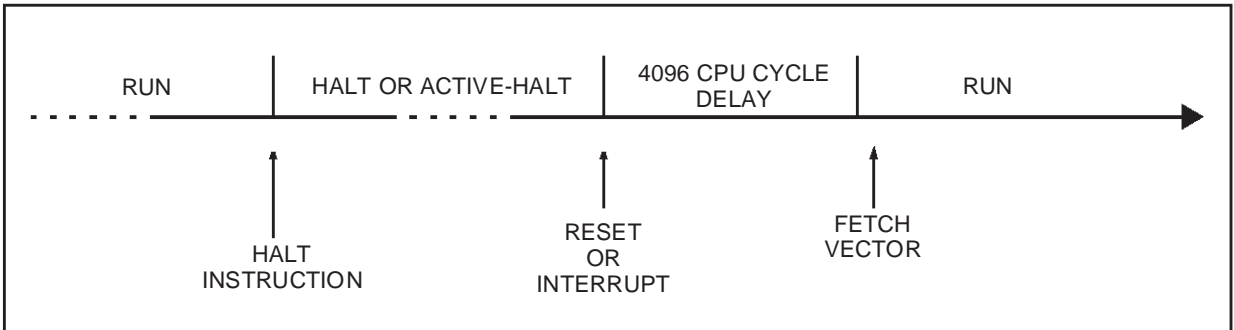 RUN
HALT OR ACTIVE-HALT
4096 CPU CYCLE
DELAY
RUN
HALT
INSTRUCTION
RESET
OR
INTERRUPT
FETCH
VECTOR